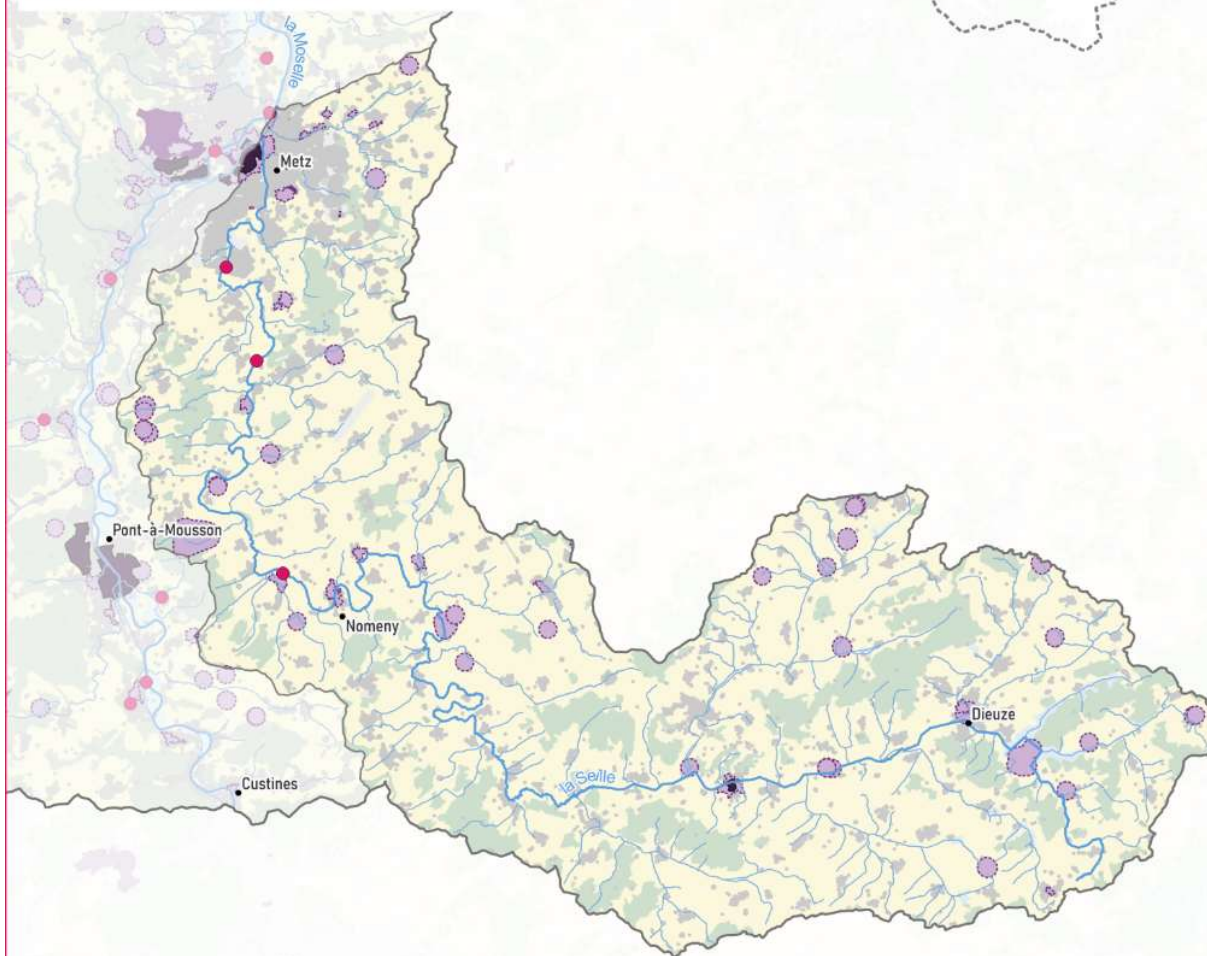 la Moselle
Metz
Pont-à-Mousson
Nomeny
Dieuze
Custines
la Seille